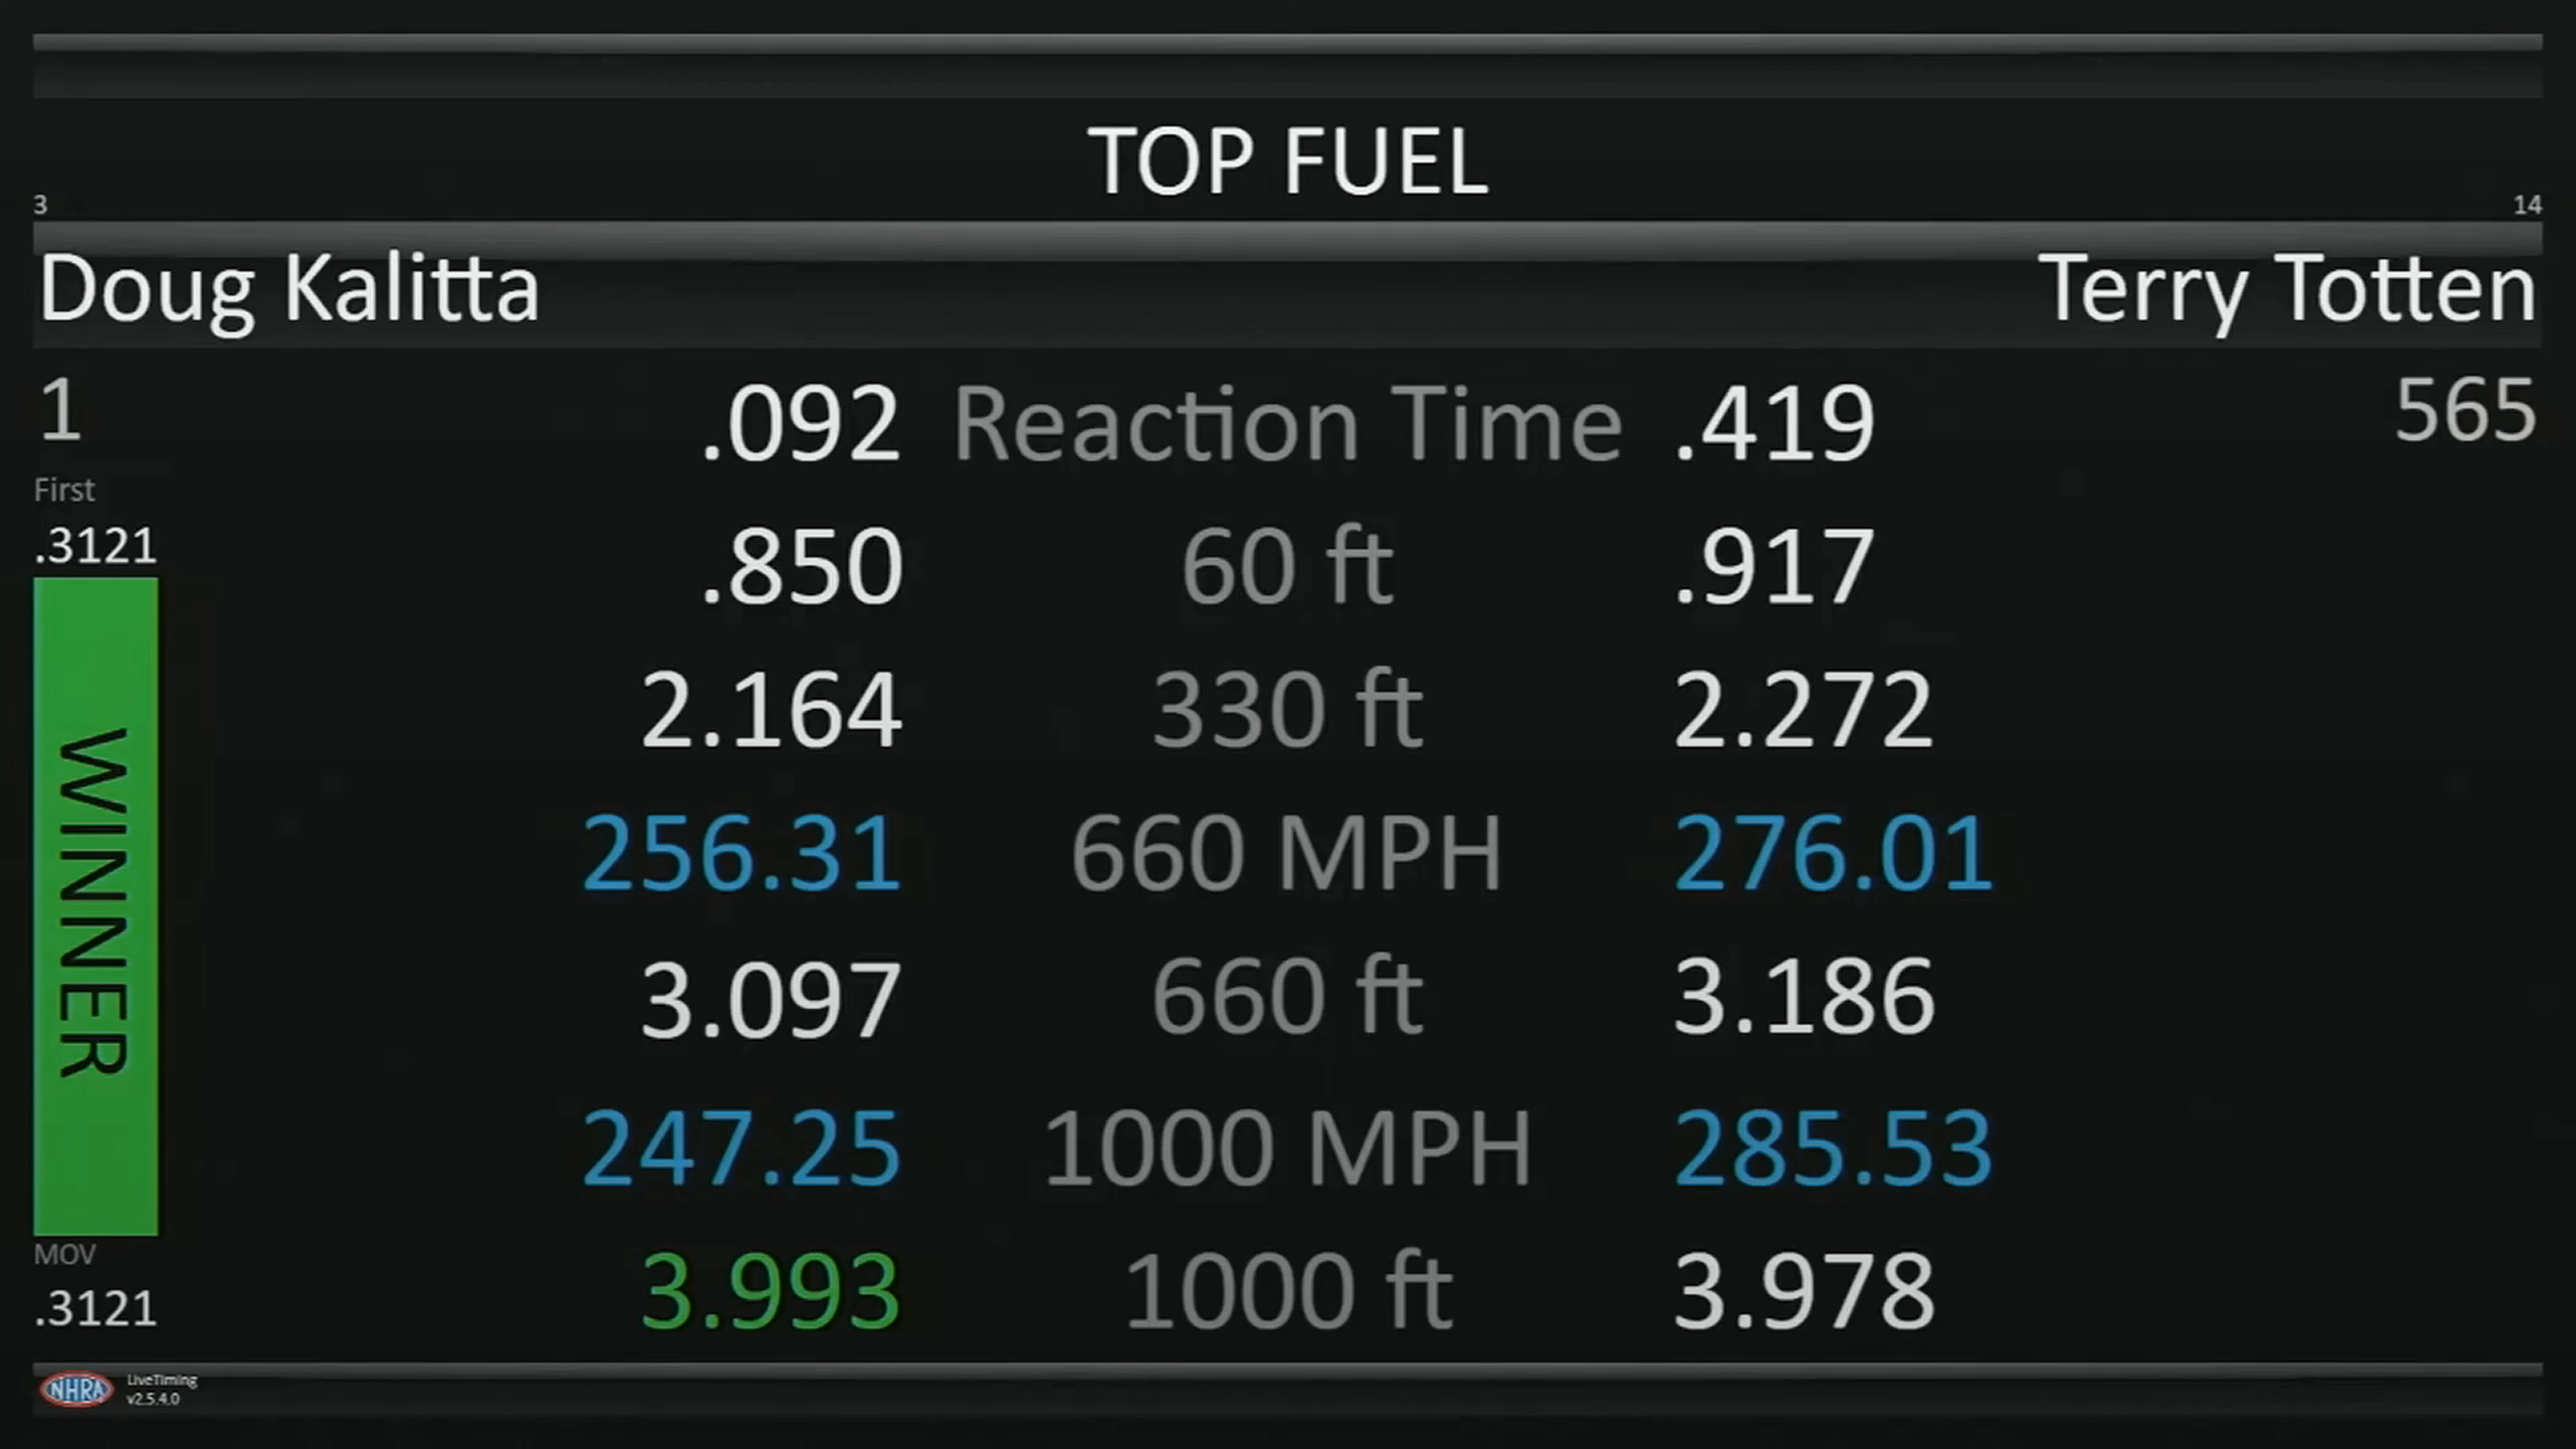 TOP FUEL
3 14
Doug Kalitta Terry Totten
1 .092 Reaction Time .419 565
First
.3121 .850 60 ft .917
2.164 330 ft 2.272
WINNER
256.31 660 MPH 276.01
3.097 660 ft 3.186
247.25 1000 MPH 285.53
MOV
.3121 3.993 1000 ft 3.978
NHRA LiveTiming
v2.5.4.0